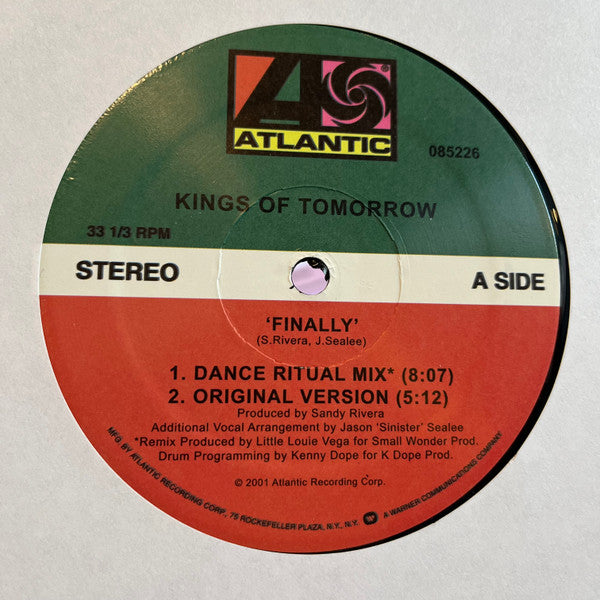 ATLANTIC
085226
KINGS OF TOMORROW
33 1/3 RPM
STEREO
A SIDE
‘FINALLY’
(S.Rivera, J.Sealee)
1. DANCE RITUAL MIX* (8:07)
2. ORIGINAL VERSION (5:12)
Produced by Sandy Rivera
Additional Vocal Arrangement by Jason ‘Sinister’ Sealee
*Remix Produced by Little Louie Vega for Small Wonder Prod.
Drum Programming by Kenny Dope for K Dope Prod.
© 2001 Atlantic Recording Corp.
MFG. BY ATLANTIC RECORDING CORP., 75 ROCKEFELLER PLAZA, N.Y., N.Y. A WARNER COMMUNICATIONS COMPANY